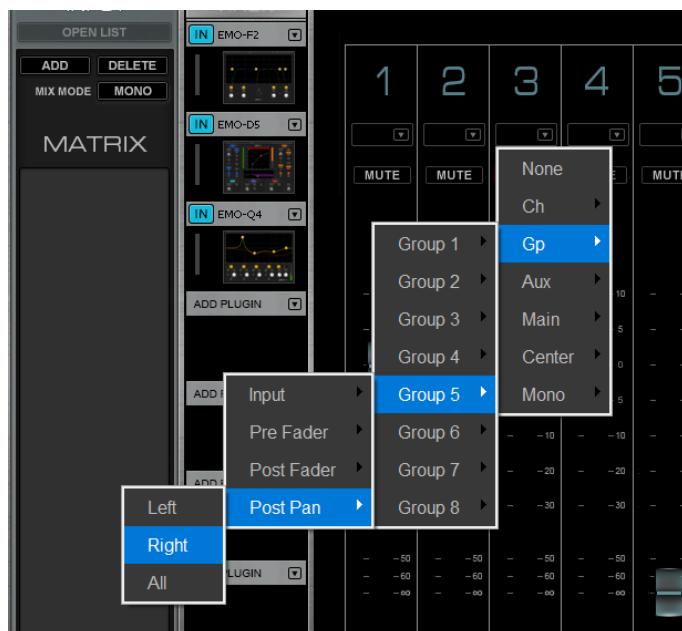 OPEN LIST
ADD DELETE
MIX MODE MONO
MATRIX
IN EMO-F2
IN EMO-D5
IN EMO-Q4
ADD PLUGIN
ADD
LUGIN
1 2 3 4 5
MUTE MUTE MUT
None
Ch
Gp
Aux
Main
Center
Mono
Group 1
Group 2
Group 3
Group 4
Group 5
Group 6
Group 7
Group 8
Input
Pre Fader
Post Fader
Post Pan
Left
Right
All
10
5
0
5
10 10
20 20
30 30
50 50 50 50
60 60 60 60
∞ ∞ ∞ ∞